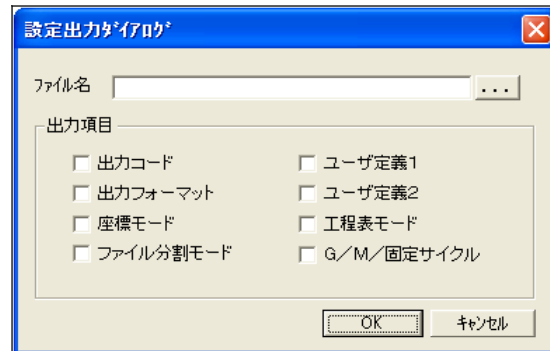 設定出力ﾀﾞｲｱﾛｸﾞ
ﾌｧｲﾙ名
...
出力項目
出力コード
ユーザ定義1
出力フォーマット
ユーザ定義2
座標モード
工程表モード
ファイル分割モード
G／M／固定サイクル
OK
ｷｬﾝｾﾙ